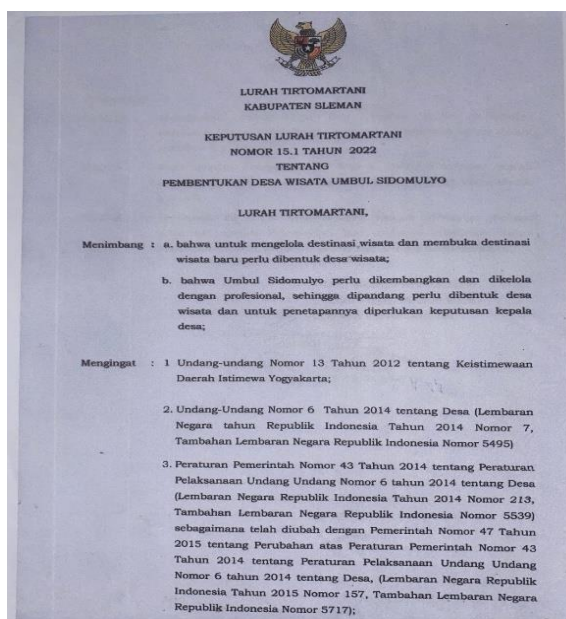 LURAH TIRTOMARTANI
KABUPATEN SLEMAN
KEPUTUSAN LURAH TIRTOMARTANI
NOMOR 15.1 TAHUN 2022
TENTANG
PEMBENTUKAN DESA WISATA UMBUL SIDOMULYO
LURAH TIRTOMARTANI,
Menimbang : a. bahwa untuk mengelola destinasi wisata dan membuka destinasi
wisata baru perlu dibentuk desa wisata;
b. bahwa Umbul Sidomulyo perlu dikembangkan dan dikelola
dengan profesional, sehingga dipandang perlu dibentuk desa
wisata dan untuk penetapannya diperlukan keputusan kepala
desa;
Mengingat : 1 Undang-undang Nomor 13 Tahun 2012 tentang Keistimewaan
Daerah Istimewa Yogyakarta;
2. Undang-Undang Nomor 6 Tahun 2014 tentang Desa (Lembaran
Negara tahun Republik Indonesia Tahun 2014 Nomor 7,
Tambahan Lembaran Negara Republik Indonesia Nomor 5495)
3. Peraturan Pemerintah Nomor 43 Tahun 2014 tentang Peraturan
Pelaksanaan Undang Undang Nomor 6 tahun 2014 tentang Desa
(Lembaran Negara Republik Indonesia Tahun 2014 Nomor 213,
Tambahan Lembaran Negara Republik Indonesia Nomor 5539)
sebagaimana telah diubah dengan Pemerintah Nomor 47 Tahun
2015 tentang Perubahan atas Peraturan Pemerintah Nomor 43
Tahun 2014 tentang Peraturan Pelaksanaan Undang Undang
Nomor 6 tahun 2014 tentang Desa, (Lembaran Negara Republik
Indonesia Tahun 2015 Nomor 157, Tambahan Lembaran Negara
Republik Indonesia Nomor 5717);